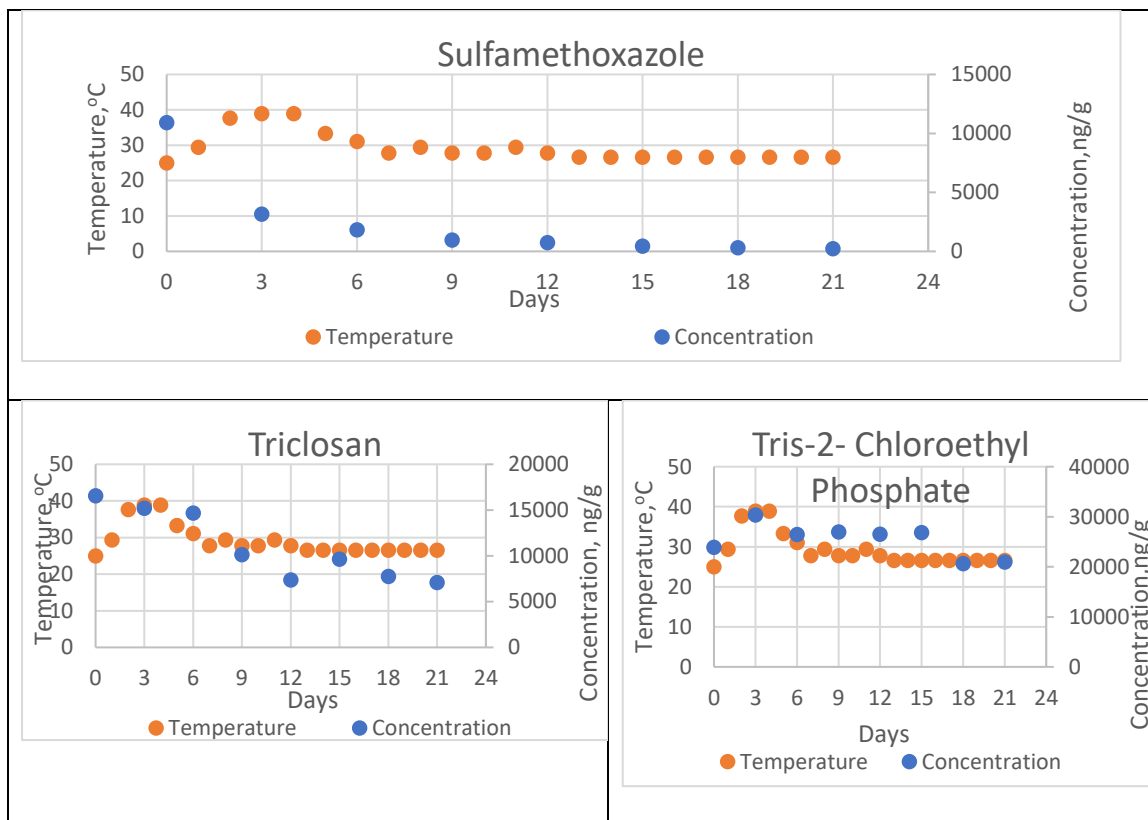 Sulfamethoxazole
Temperature,ᵒC
50
40
30
20
10
0
15000
10000
5000
0
Concentration,ng/g
0 3 6 9 12 15 18 21 24
Days
Temperature Concentration
Triclosan
Temperature,ᵒC
50
40
30
20
10
0
20000
15000
10000
5000
0
Concentration, ng/g
0 3 6 9 12 15 18 21 24
Days
Temperature Concentration
Tris-2- Chloroethyl
Phosphate
Temperature,ᵒC
50
40
30
20
10
0
40000
30000
20000
10000
0
Concentration,ng/g
0 3 6 9 12 15 18 21 24
Days
Temperature Concentration